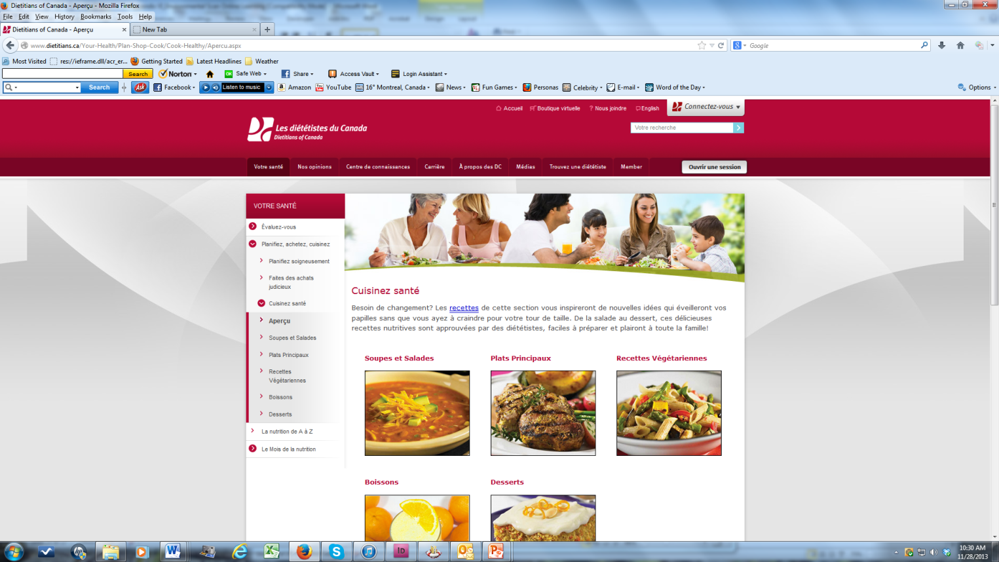 Dietitians of Canada - Aperçu - Mozilla Firefox
File Edit View History Bookmarks Tools Help
Dietitians of Canada - Aperçu × New Tab × +
www.dietitians.ca/Your-Health/Plan-Shop-Cook/Cook-Healthy/Apercu.aspx Google
Most Visited res://ieframe.dll/acr_er... Getting Started Latest Headlines Weather
Search Norton OK Safe Web Share Access Vault Login Assistant
Search Ask Facebook Listen to music Amazon YouTube 16° Montreal, Canada News Fun Games Personas Celebrity E-mail Word of the Day Options
Accueil Boutique virtuelle ? Nous joindre English Connectez-vous
Les diététistes du Canada
Dietitians of Canada
Votre recherche
Votre santé Nos opinions Centre de connaissances Carrière À propos des DC Médias Trouvez une diététiste Member Ouvrir une session
VOTRE SANTÉ
Évaluez-vous
Planifiez, achetez, cuisinez
Planifiez soigneusement
Faites des achats
judicieux
Cuisinez santé
Aperçu
Soupes et Salades
Plats Principaux
Recettes
Végétariennes
Boissons
Desserts
La nutrition de A à Z
Le Mois de la nutrition
Cuisinez santé
Besoin de changement? Les recettes de cette section vous inspireront de nouvelles idées qui éveilleront vos
papilles sans que vous ayez à craindre pour votre tour de taille. De la salade au dessert, ces délicieuses
recettes nutritives sont approuvées par des diététistes, faciles à préparer et plairont à toute la famille!
Soupes et Salades Plats Principaux Recettes Végétariennes
Boissons Desserts
10:30 AM
11/28/2013